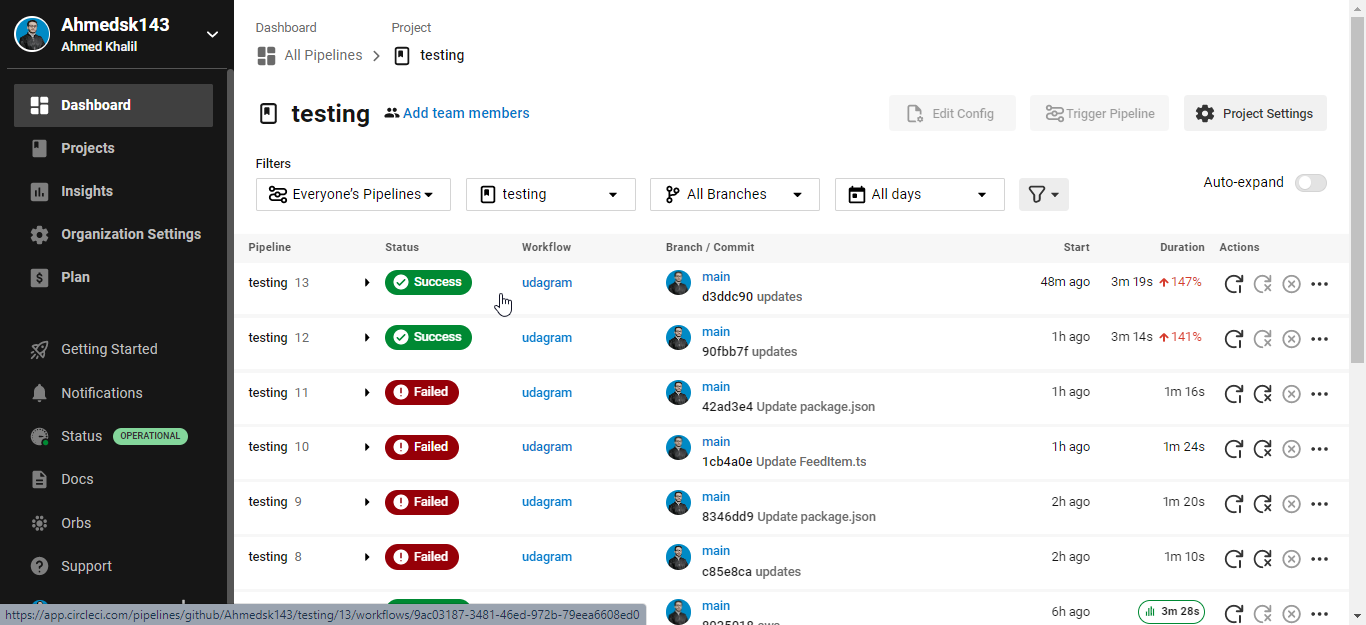 Ahmedsk143
Ahmed Khalil
Dashboard
Projects
Insights
Organization Settings
Plan
Getting Started
Notifications
Status OPERATIONAL
Docs
Orbs
Support
Dashboard Project
All Pipelines testing
testing Add team members Edit Config Trigger Pipeline Project Settings
Filters
Everyone's Pipelines testing All Branches All days Auto-expand
Pipeline Status Workflow Branch / Commit Start Duration Actions
testing 13 Success udagram main 48m ago 3m 19s 147%
d3ddc90 updates
testing 12 Success udagram main 1h ago 3m 14s 141%
90fbb7f updates
testing 11 Failed udagram main 1h ago 1m 16s
42ad3e4 Update package.json
testing 10 Failed udagram main 1h ago 1m 24s
1cb4a0e Update FeedItem.ts
testing 9 Failed udagram main 2h ago 1m 20s
8346dd9 Update package.json
testing 8 Failed udagram main 2h ago 1m 10s
c85e8ca updates
main 6h ago 3m 28s
https://app.circleci.com/pipelines/github/Ahmedsk143/testing/13/workflows/9ac03187-3481-46ed-972b-79eea6608ed0